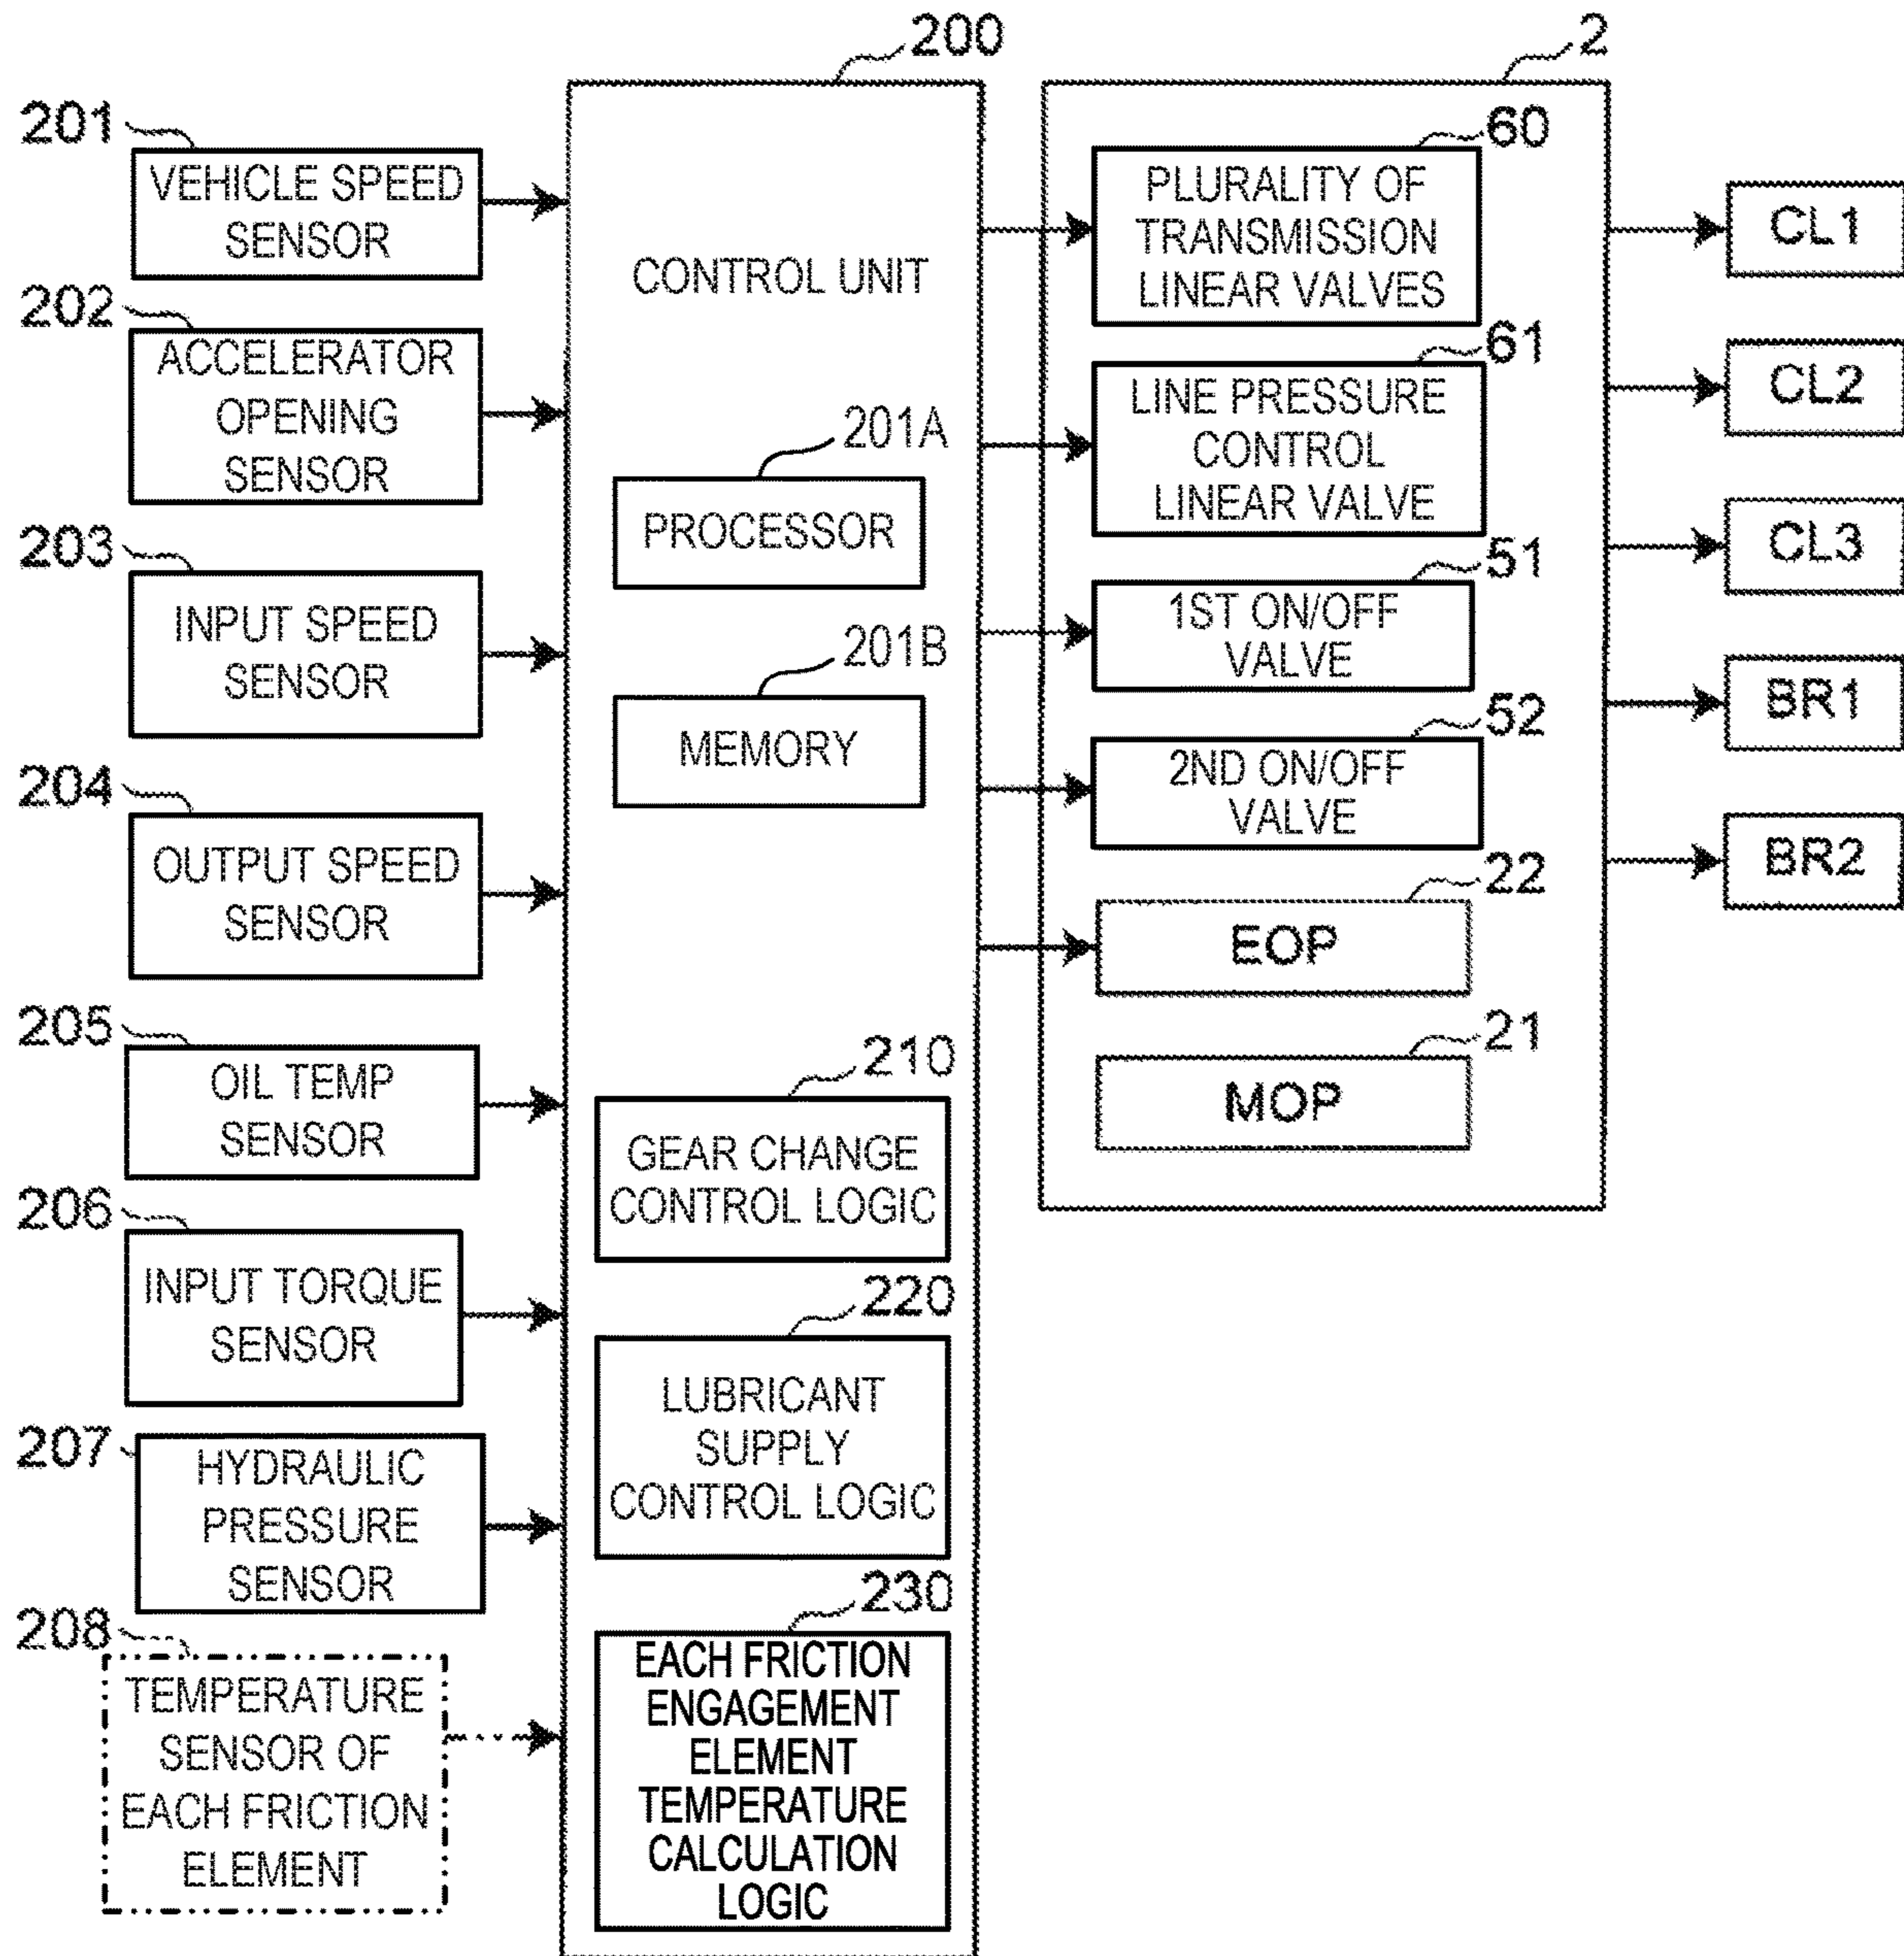 201
VEHICLE SPEED
SENSOR
202
ACCELERATOR
OPENING
SENSOR
203
INPUT SPEED
SENSOR
204
OUTPUT SPEED
SENSOR
205
OIL TEMP
SENSOR
206
INPUT TORQUE
SENSOR
207
HYDRAULIC
PRESSURE
SENSOR
208
TEMPERATURE
SENSOR OF
EACH FRICTION
ELEMENT
200
CONTROL UNIT
201A
PROCESSOR
201B
MEMORY
210
GEAR CHANGE
CONTROL LOGIC
220
LUBRICANT
SUPPLY
CONTROL LOGIC
230
EACH FRICTION
ENGAGEMENT
ELEMENT
TEMPERATURE
CALCULATION
LOGIC
2
60
PLURALITY OF
TRANSMISSION
LINEAR VALVES
61
LINE PRESSURE
CONTROL
LINEAR VALVE
51
1ST ON/OFF
VALVE
52
2ND ON/OFF
VALVE
22
EOP
21
MOP
CL1
CL2
CL3
BR1
BR2